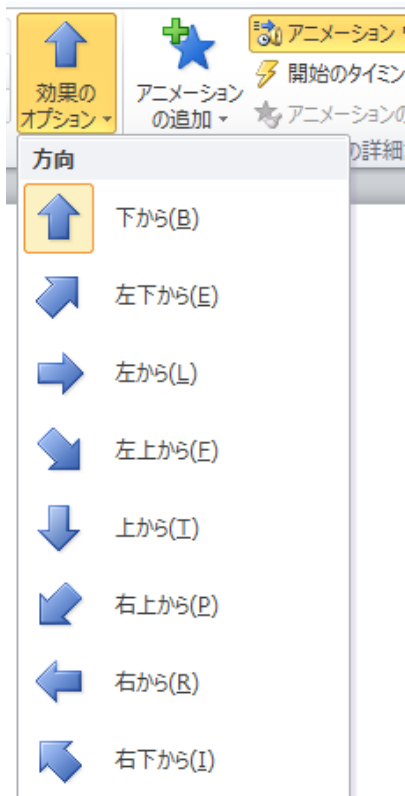 効果の
オプション
アニメーション
の追加
アニメーション
開始のタイミン
アニメーションの
の詳細
方向
下から(B)
左下から(E)
左から(L)
左上から(F)
上から(T)
右上から(P)
右から(R)
右下から(I)